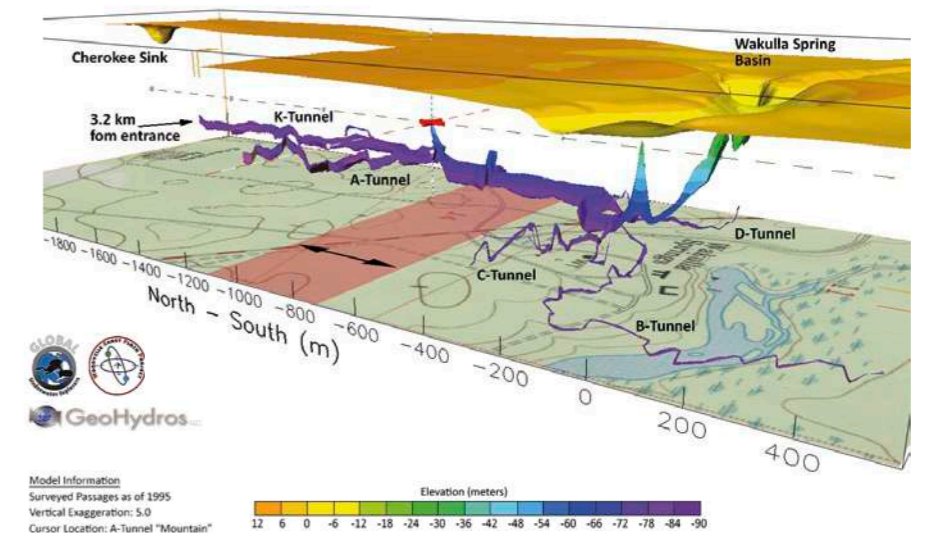 Cherokee Sink
Wakulla Spring
Basin
3.2 km
fom entrance
K-Tunnel
A-Tunnel
D-Tunnel
C-Tunnel
B-Tunnel
-1800 -1600 -1400 -1200 -1000 -800 -600 -400 -200 0 200 400
North - South (m)
GLOBAL
GeoHydros
Model Information
Surveyed Passages as of 1995
Vertical Exaggeration: 5.0
Cursor Location: A-Tunnel "Mountain"
Elevation (meters)
12 6 0 -6 -12 -18 -24 -30 -36 -42 -48 -54 -60 -66 -72 -78 -84 -90